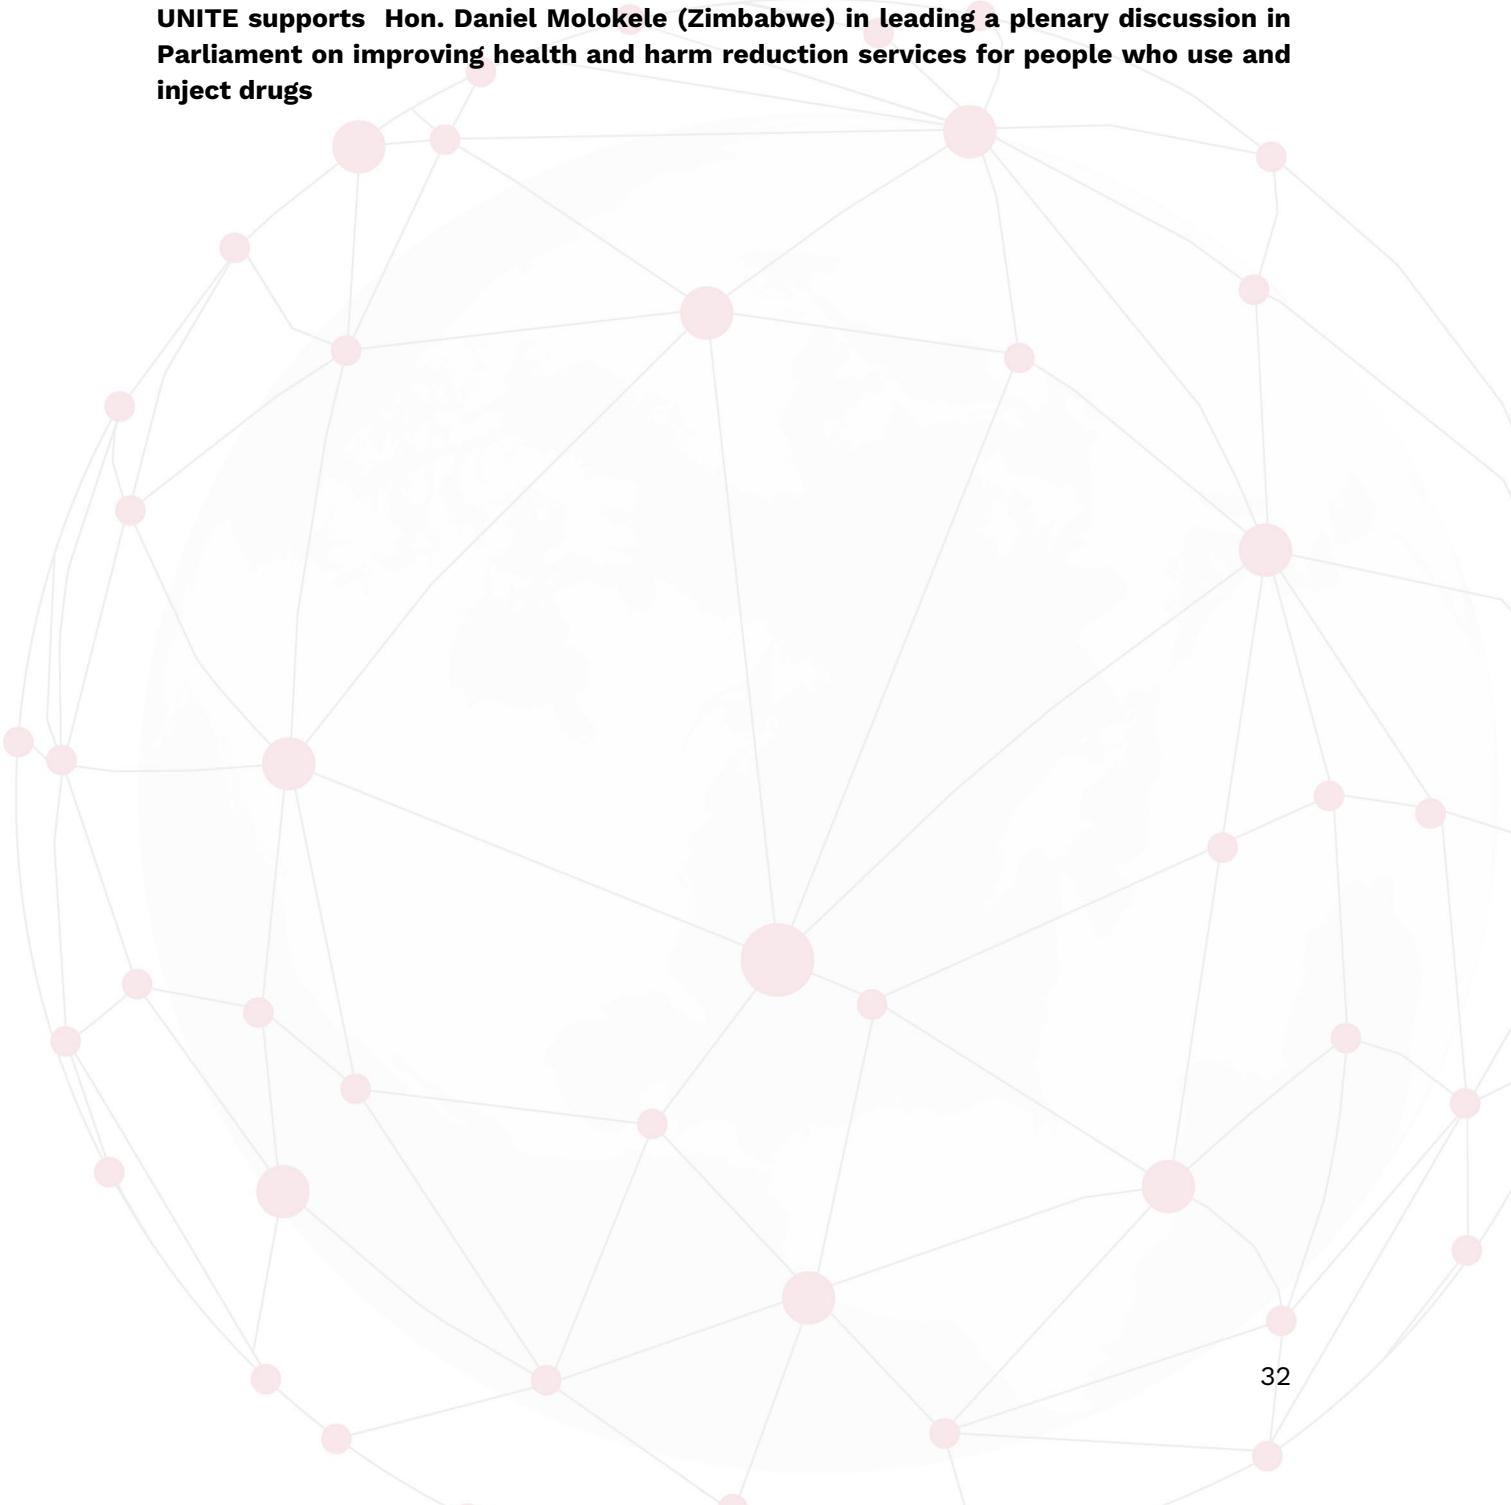 UNITE supports  Hon. Daniel Molokele (Zimbabwe) in leading a plenary discussion in
Parliament on improving health and harm reduction services for people who use and
inject drugs
32